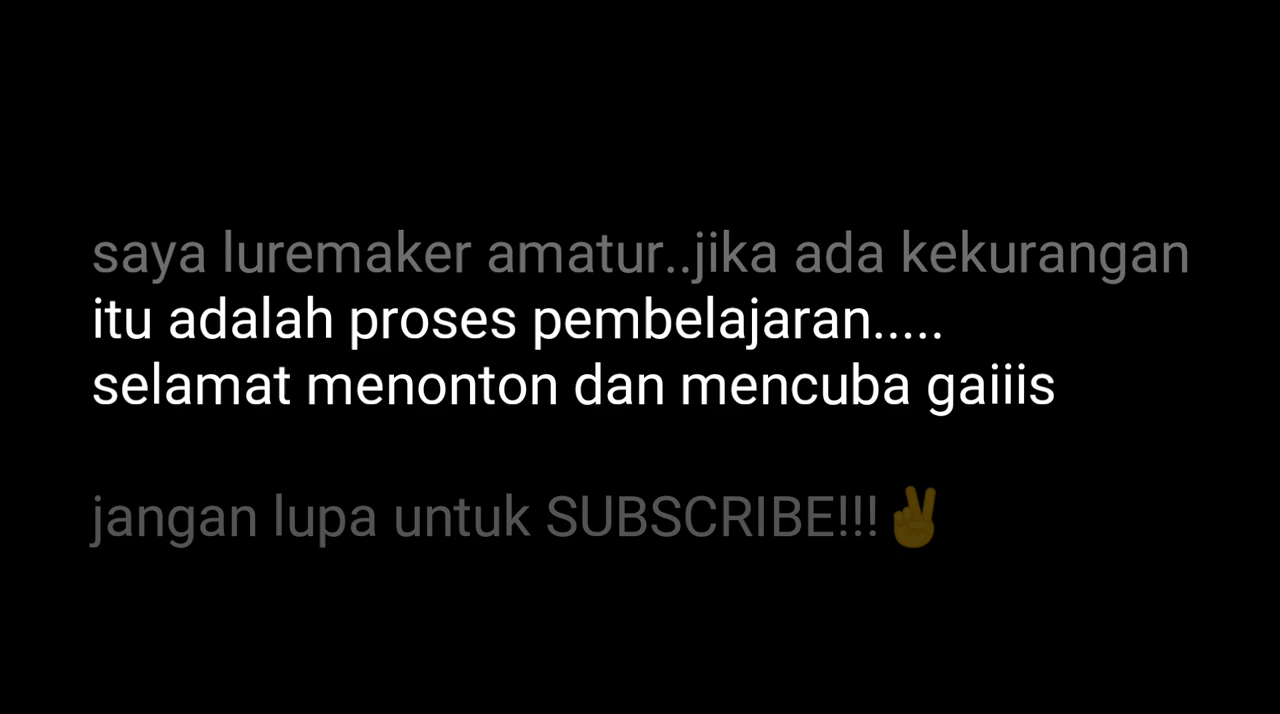 saya luremaker amatur..jika ada kekurangan
itu adalah proses pembelajaran.....
selamat menonton dan mencuba gaiiis
jangan lupa untuk SUBSCRIBE!!!✌